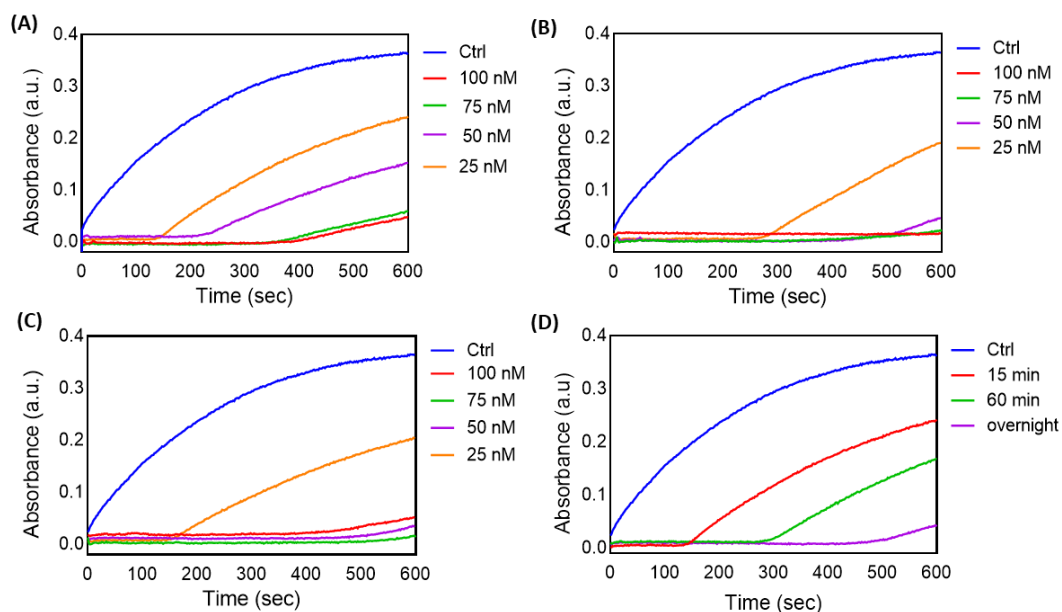 (A)
Absorbance (a.u.)
0.4
0.3
0.2
0.1
0.0
0 100 200 300 400 500 600
Time (sec)
Ctrl
100 nM
75 nM
50 nM
25 nM
(B)
Absorbance (a.u.)
0.4
0.3
0.2
0.1
0.0
0 100 200 300 400 500 600
Time (sec)
Ctrl
100 nM
75 nM
50 nM
25 nM
(C)
Absorbance (a.u.)
0.4
0.3
0.2
0.1
0.0
0 100 200 300 400 500 600
Time (sec)
Ctrl
100 nM
75 nM
50 nM
25 nM
(D)
Absorbance (a.u)
0.4
0.3
0.2
0.1
0.0
0 100 200 300 400 500 600
Time (sec)
Ctrl
15 min
60 min
overnight